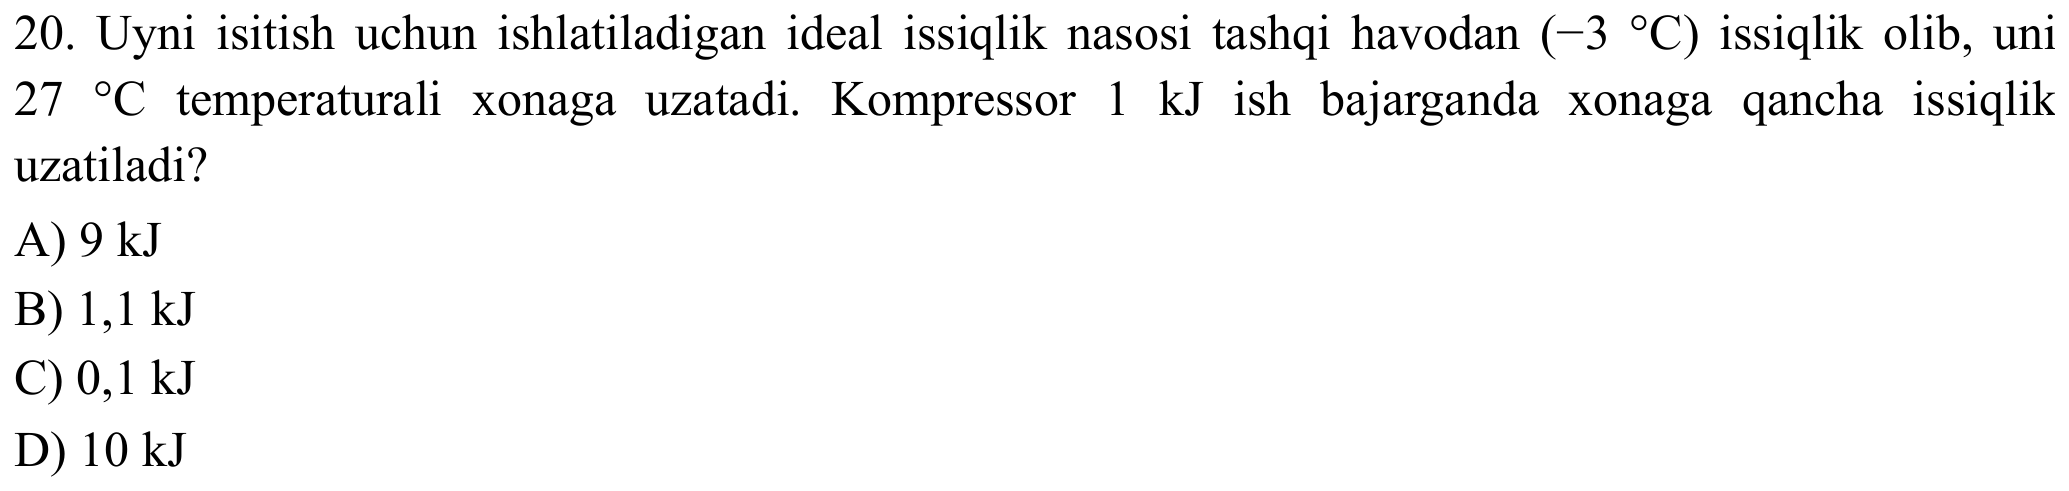 20. Uyni isitish uchun ishlatiladigan ideal issiqlik nasosi tashqi havodan (−3 °C) issiqlik olib, uni
27 °C temperaturali xonaga uzatadi. Kompressor 1 kJ ish bajarganda xonaga qancha issiqlik
uzatiladi?
A) 9 kJ
B) 1,1 kJ
C) 0,1 kJ
D) 10 kJ